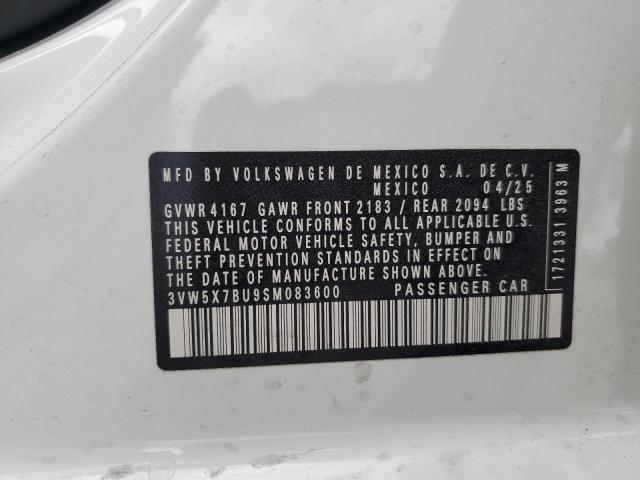 MFD BY VOLKSWAGEN DE MEXICO S.A. DE C.V.
MEXICO 04/25
GVWR 4167 GAWR FRONT 2183 / REAR 2094 LBS
THIS VEHICLE CONFORMS TO ALL APPLICABLE U.S.
FEDERAL MOTOR VEHICLE SAFETY, BUMPER AND
THEFT PREVENTION STANDARDS IN EFFECT ON
THE DATE OF MANUFACTURE SHOWN ABOVE.
3VW5X7BU9SM083600 PASSENGER CAR
1721331 3963 M